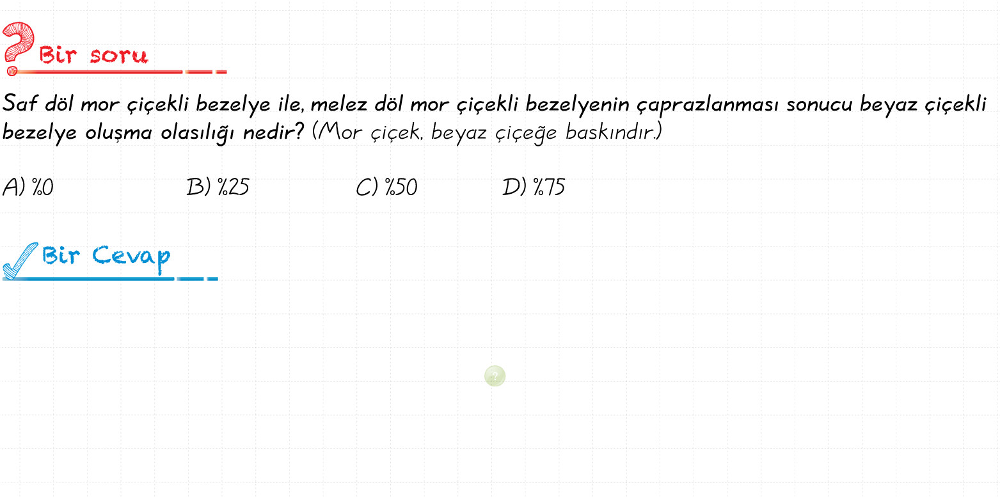 Bir soru
Saf döl mor çiçekli bezelye ile, melez döl mor çiçekli bezelyenin çaprazlanması sonucu beyaz çiçekli
bezelye oluşma olasılığı nedir? (Mor çiçek, beyaz çiçeğe baskındır.)
A) %0 B) %25 C) %50 D) %75
Bir Cevap
?